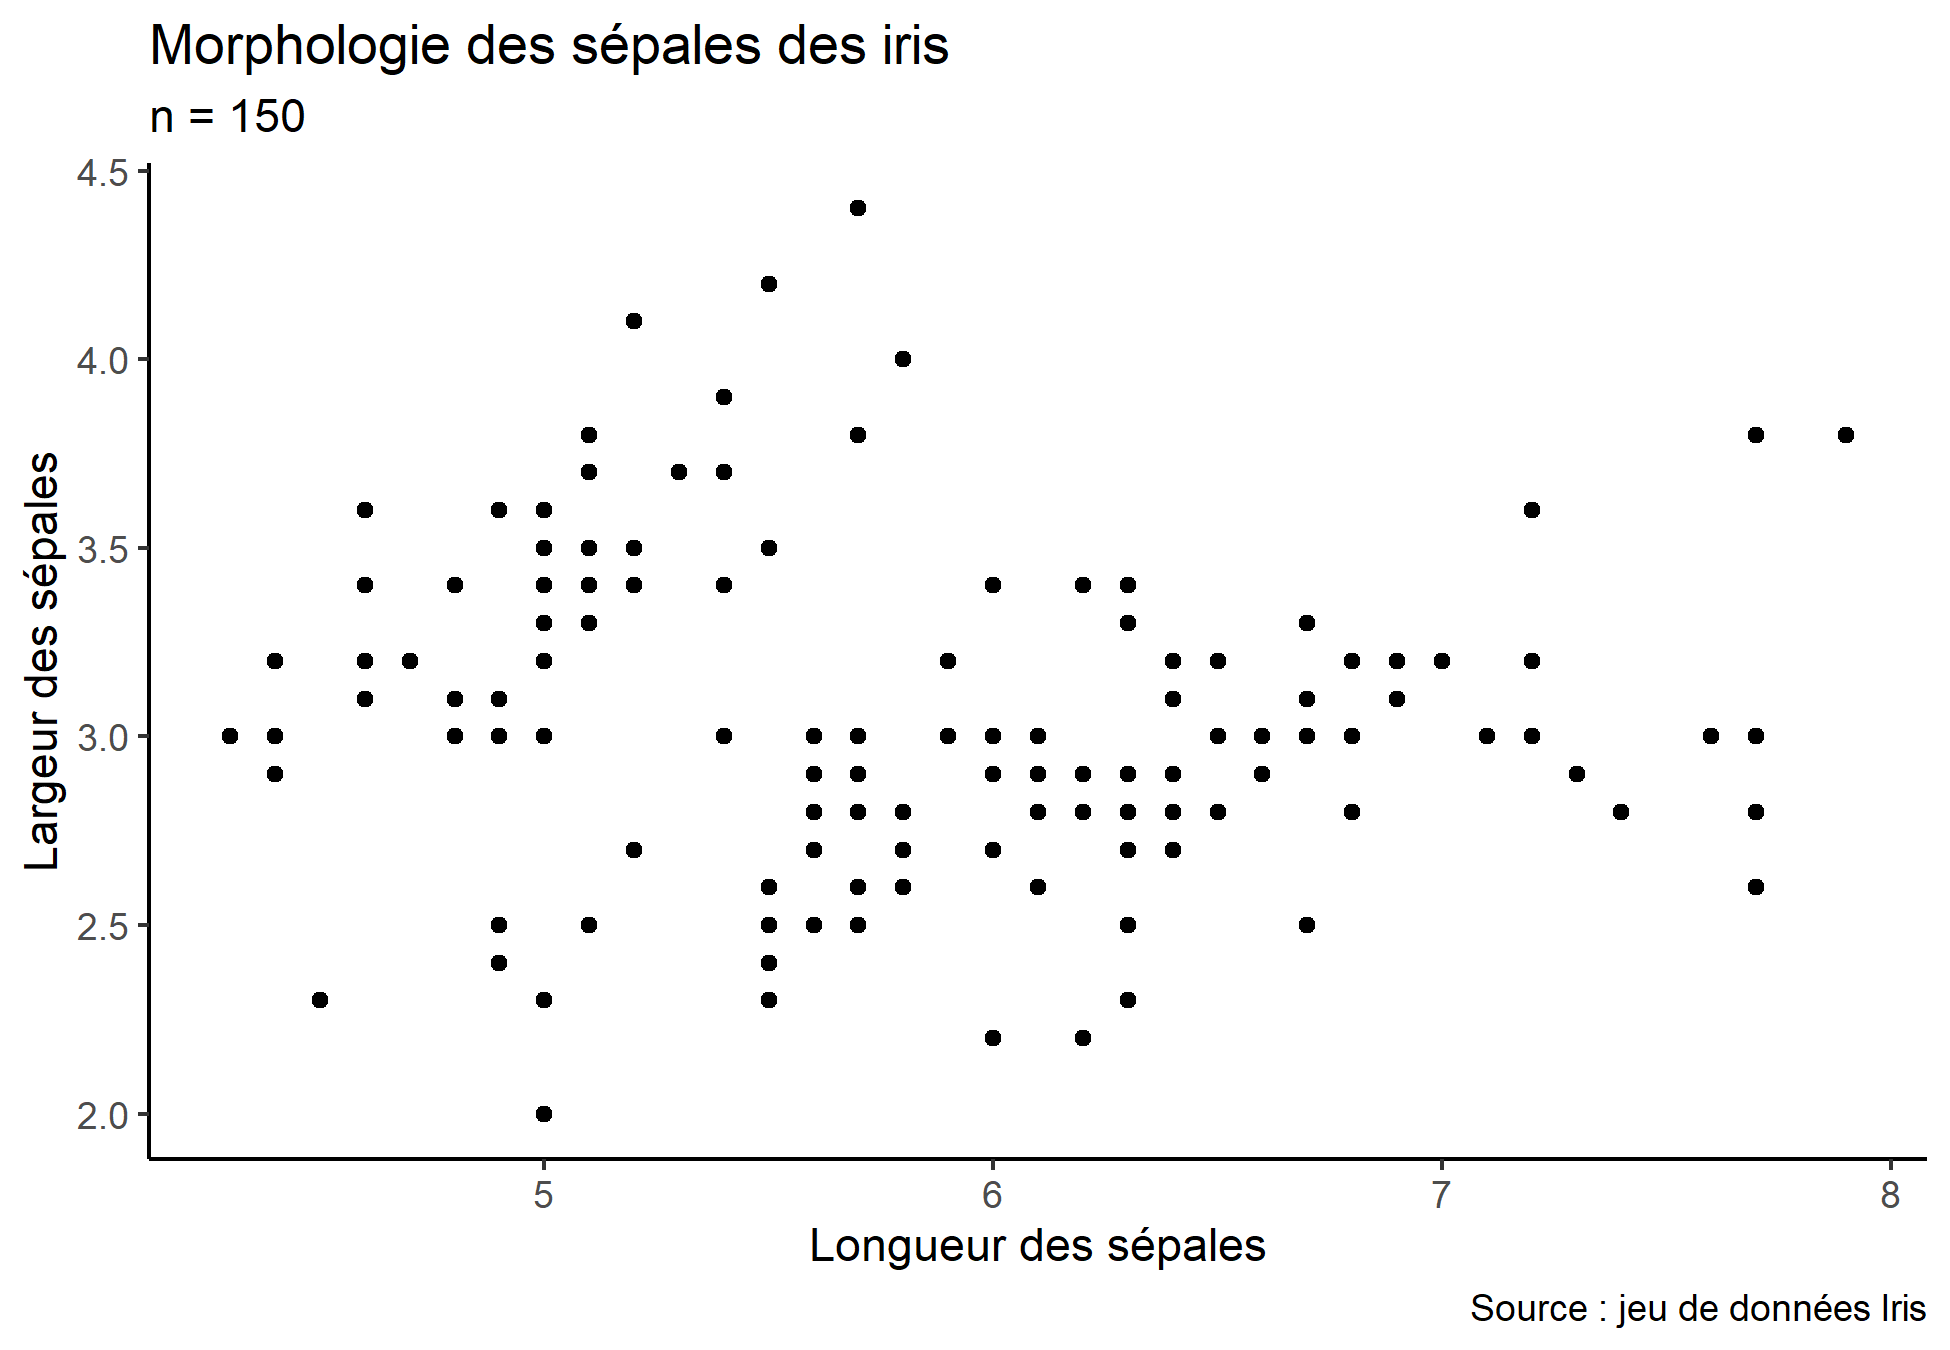 Morphologie des sépales des iris
n = 150
4.5
4.0
3.5
3.0
2.5
2.0
Largeur des sépales
5 6 7 8
Longueur des sépales
Source : jeu de données Iris